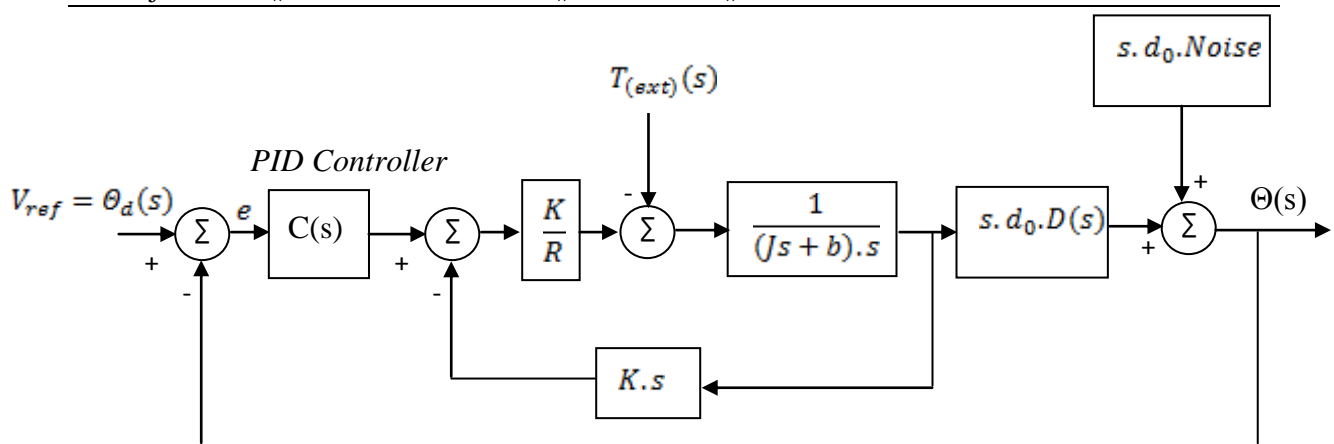 s.d₀.Noise
T₍ₑₓₜ₎(s)
PID Controller
V_ref = Θ_d(s)
Σ
e
C(s)
Σ
K/R
-
Σ
1/((Js + b).s)
s.d₀.D(s)
+
Σ
Θ(s)
+
-
+
-
+
K.s